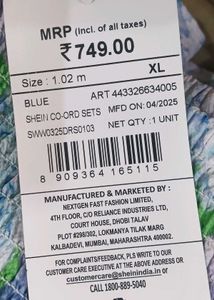 MRP (Incl. of all taxes)
₹749.00
XL
Size : 1.02 m
BLUE ART 443326634005
SHEIN CO-ORD SETS MFD ON: 04/2025
SWW0325DRS0103 NET QTY : 1 UNIT
8 909364 165115
MANUFACTURED & MARKETED BY :
NEXTGEN FAST FASHION LIMITED,
4TH FLOOR, C/O RELIANCE INDUSTRIES LTD,
COURT HOUSE, DHOBI TALAV
PLOT #298/302, LOKMANYA TILAK MARG
KALBADEVI, MUMBAI, MAHARASHTRA 400002.
FOR COMPLAINTS/FEEDBACK, PLS WRITE TO OUR
CUSTOMER CARE EXECUTIVE AT THE ABOVE ADDRESS OR
customercare@sheinindia.in
CALL 1800-889-5040